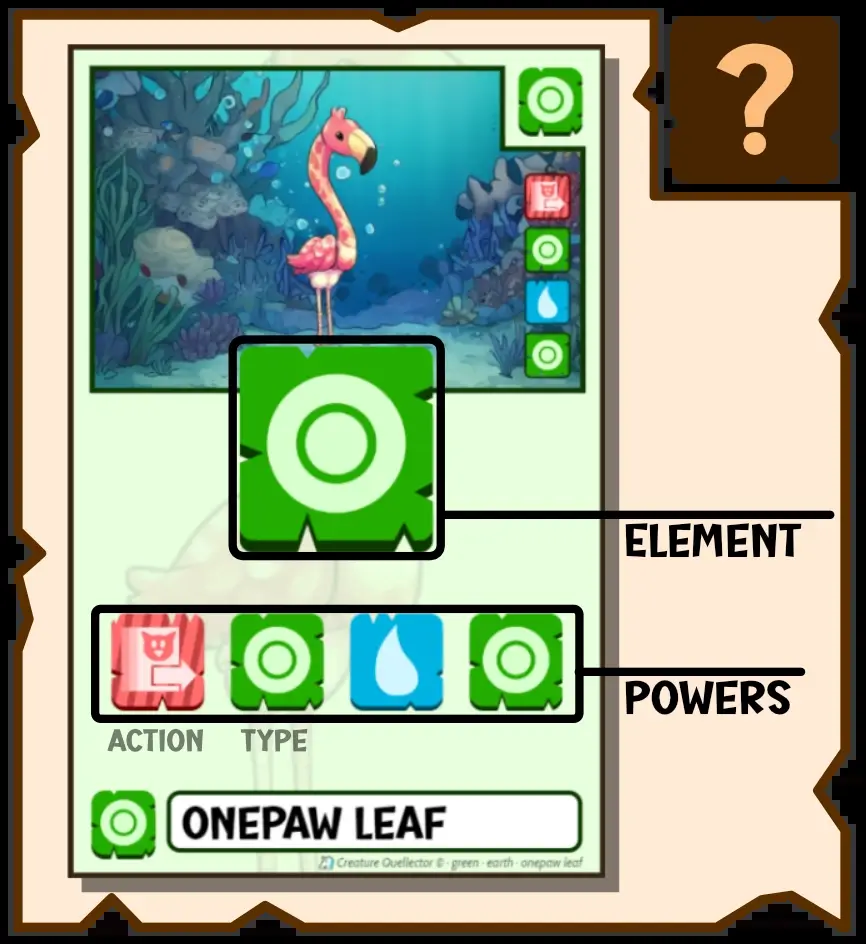 ?
ELEMENT
POWERS
ACTION TYPE
ONEPAW LEAF
Creature Quellector © · green · earth · onepaw leaf